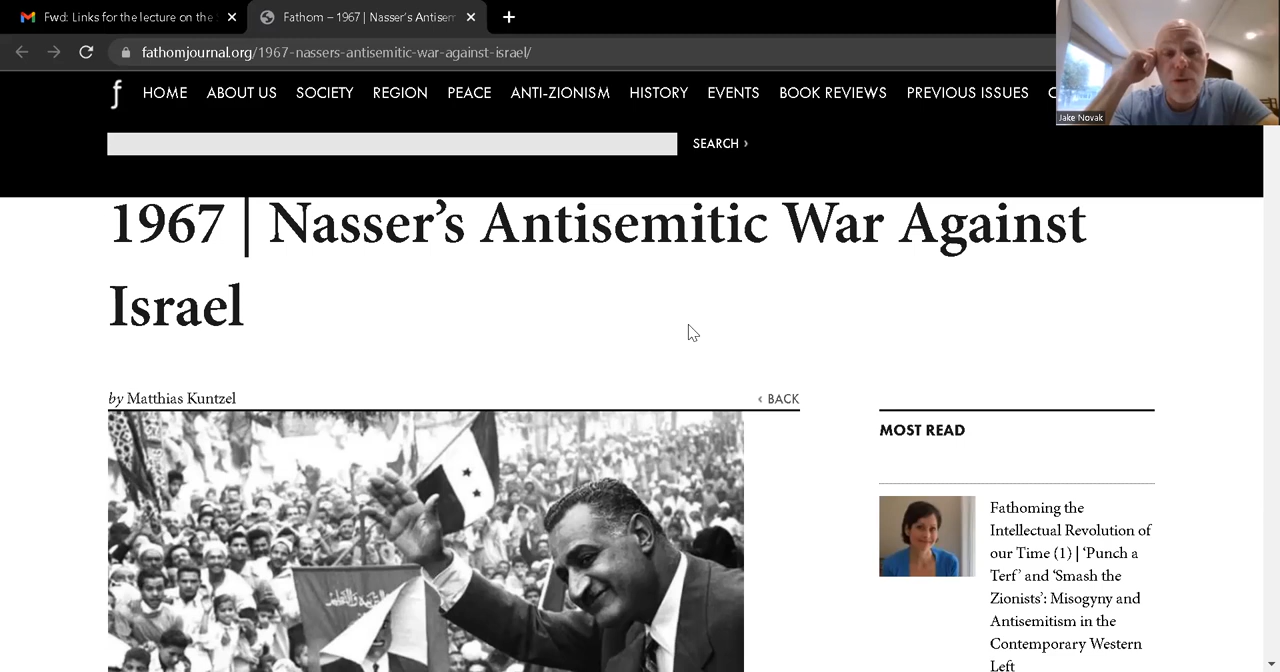 Fwd: Links for the lecture on the
Fathom – 1967 | Nasser's Antisem
fathomjournal.org/1967-nassers-antisemitic-war-against-israel/
Jake Novak
HOME ABOUT US SOCIETY REGION PEACE ANTI-ZIONISM HISTORY EVENTS BOOK REVIEWS PREVIOUS ISSUES
SEARCH ›
1967 | Nasser’s Antisemitic War Against
Israel
by Matthias Kuntzel
‹ BACK
MOST READ
Fathoming the
Intellectual Revolution of
our Time (1) | ‘Punch a
Terf’ and ‘Smash the
Zionists’: Misogyny and
Antisemitism in the
Contemporary Western
Left